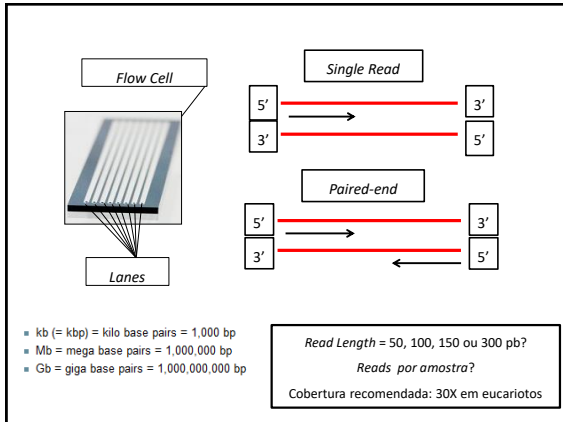 Flow Cell
Lanes
Single Read
5’ 3’
3’ 5’
Paired-end
5’ 3’
3’ 5’
kb (= kbp) = kilo base pairs = 1,000 bp
Mb = mega base pairs = 1,000,000 bp
Gb = giga base pairs = 1,000,000,000 bp
Read Length = 50, 100, 150 ou 300 pb?
Reads por amostra?
Cobertura recomendada: 30X em eucariotos